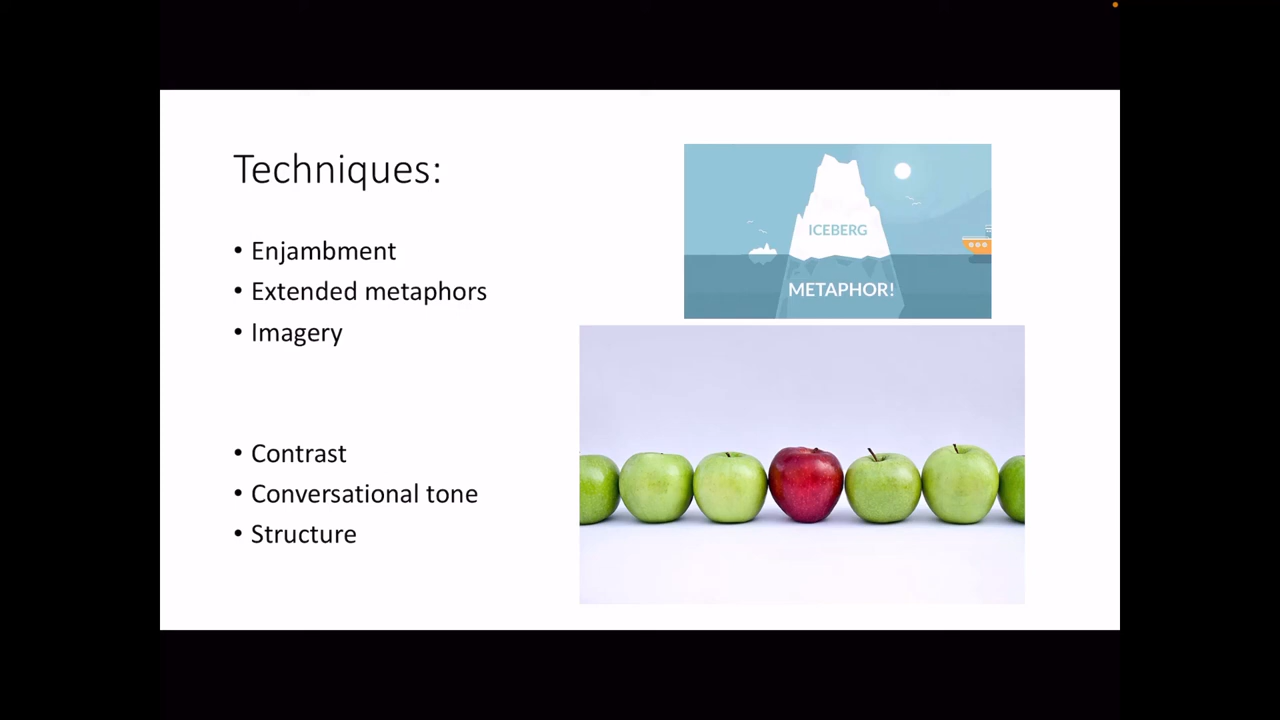 Techniques:
• Enjambment
• Extended metaphors
• Imagery
• Contrast
• Conversational tone
• Structure
ICEBERG
METAPHOR!